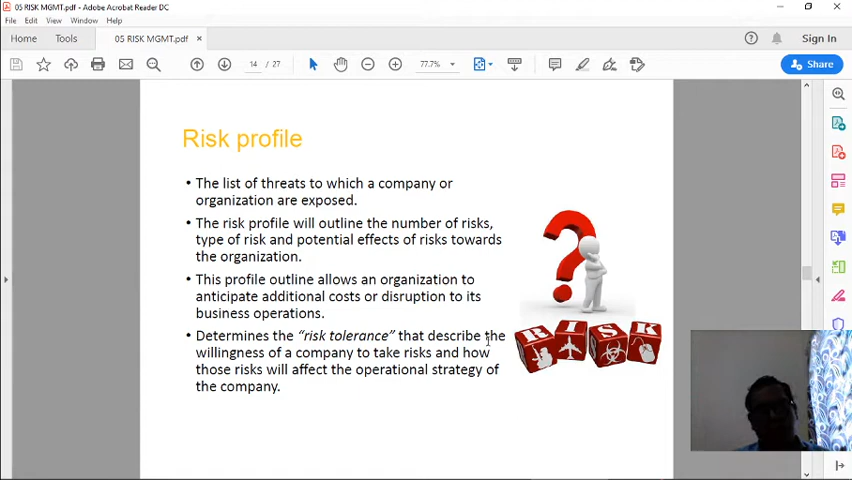 05 RISK MGMT.pdf - Adobe Acrobat Reader DC
File Edit View Window Help
Home Tools 05 RISK MGMT.pdf × Sign In
14 / 27 77.7% Share
Risk profile
• The list of threats to which a company or
organization are exposed.
• The risk profile will outline the number of risks,
type of risk and potential effects of risks towards
the organization.
• This profile outline allows an organization to
anticipate additional costs or disruption to its
business operations.
• Determines the “risk tolerance” that describe the
willingness of a company to take risks and how
those risks will affect the operational strategy of
the company.
?
RISK